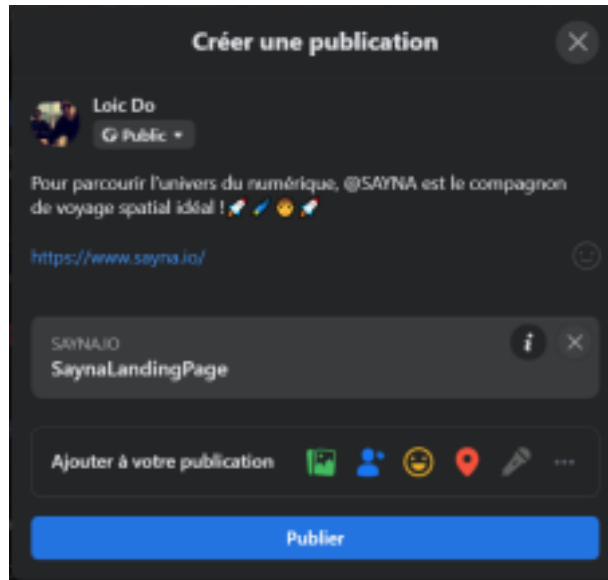 Créer une publication
Loic Do
Public
Pour parcourir l'univers du numérique, @SAYNA est le compagnon
de voyage spatial idéal !
https://www.sayna.io/
SAYNA.IO
SaynaLandingPage
Ajouter à votre publication
Publier